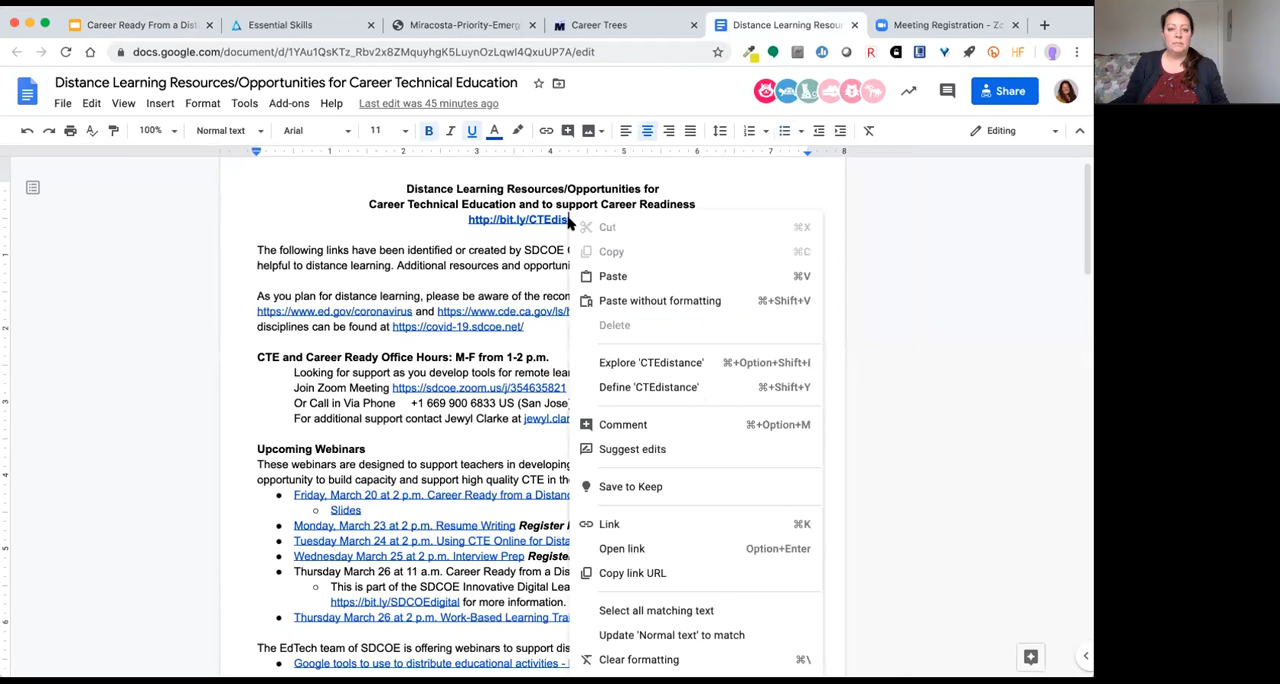 Career Ready From a Dist
Essential Skills
Miracosta-Priority-Emerg
Career Trees
Distance Learning Resour
Meeting Registration - Zo
docs.google.com/document/d/1YAu1QsKTz_Rbv2x8ZMquyhgK5LuynOzLqwI4QxuUP7A/edit
Distance Learning Resources/Opportunities for Career Technical Education
Share
File Edit View Insert Format Tools Add-ons Help Last edit was 45 minutes ago
100% Normal text Arial 11 Editing
1 2 3 4 5 6 7 8
Distance Learning Resources/Opportunities for
Career Technical Education and to support Career Readiness
http://bit.ly/CTEdis
The following links have been identified or created by SDCOE
helpful to distance learning. Additional resources and opportuni
As you plan for distance learning, please be aware of the recon
https://www.ed.gov/coronavirus and https://www.cde.ca.gov/ls/h
disciplines can be found at https://covid-19.sdcoe.net/
CTE and Career Ready Office Hours: M-F from 1-2 p.m.
Looking for support as you develop tools for remote lear
Join Zoom Meeting https://sdcoe.zoom.us/j/354635821
Or Call in Via Phone +1 669 900 6833 US (San Jose)
For additional support contact Jewyl Clarke at jewyl.clar
Upcoming Webinars
These webinars are designed to support teachers in developing
opportunity to build capacity and support high quality CTE in the
Friday, March 20 at 2 p.m. Career Ready from a Distanc
Slides
Monday, March 23 at 2 p.m. Resume Writing Register
Tuesday March 24 at 2 p.m. Using CTE Online for Dista
Wednesday March 25 at 2 p.m. Interview Prep Registe
Thursday March 26 at 11 a.m. Career Ready from a Dis
This is part of the SDCOE Innovative Digital Lea
https://bit.ly/SDCOEdigital for more information.
Thursday March 26 at 2 p.m. Work-Based Learning Trai
The EdTech team of SDCOE is offering webinars to support dis
Google tools to use to distribute educational activities -
Cut ⌘X
Copy ⌘C
Paste ⌘V
Paste without formatting ⌘+Shift+V
Delete
Explore 'CTEdistance' ⌘+Option+Shift+I
Define 'CTEdistance' ⌘+Shift+Y
Comment ⌘+Option+M
Suggest edits
Save to Keep
Link ⌘K
Open link Option+Enter
Copy link URL
Select all matching text
Update 'Normal text' to match
Clear formatting ⌘\